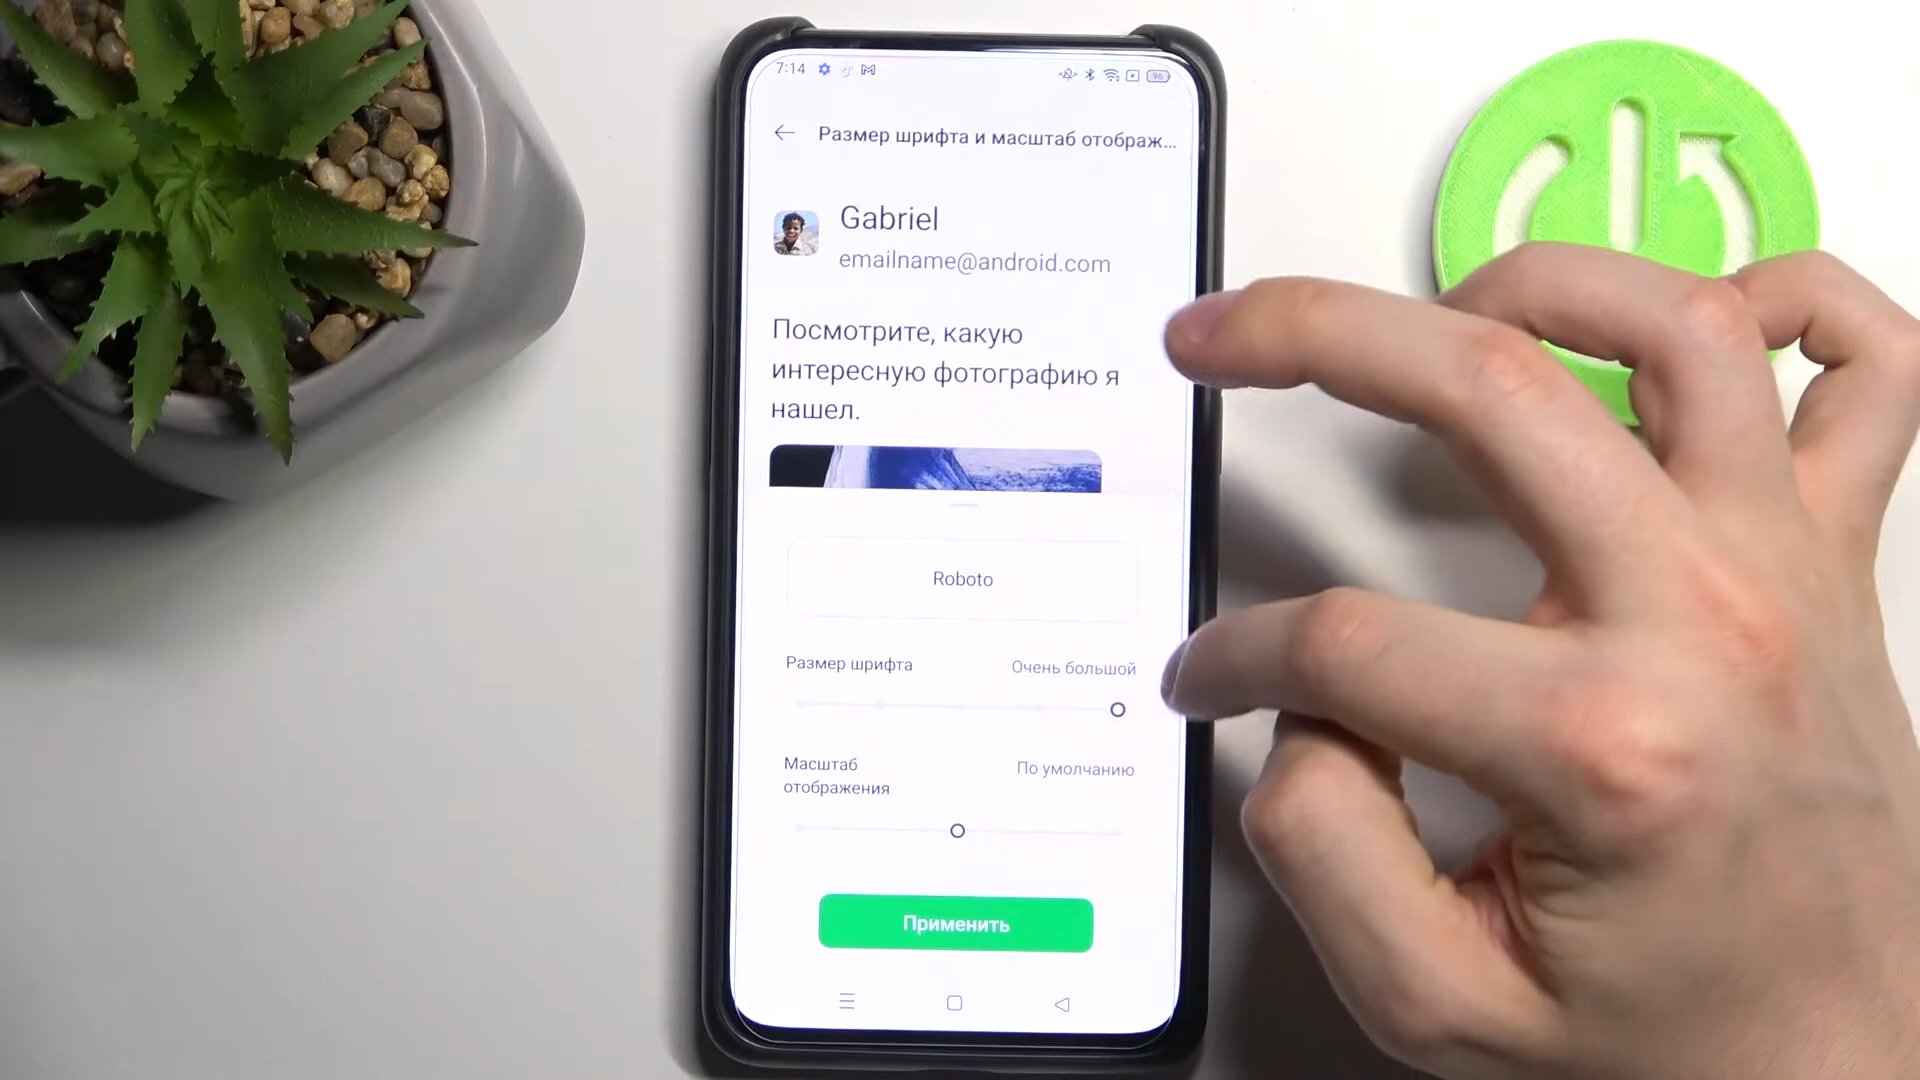 7:14
96
Размер шрифта и масштаб отображ...
Gabriel
emailname@android.com
Посмотрите, какую
интересную фотографию я
нашел.
Roboto
Размер шрифта
Очень большой
Масштаб
отображения
По умолчанию
Применить